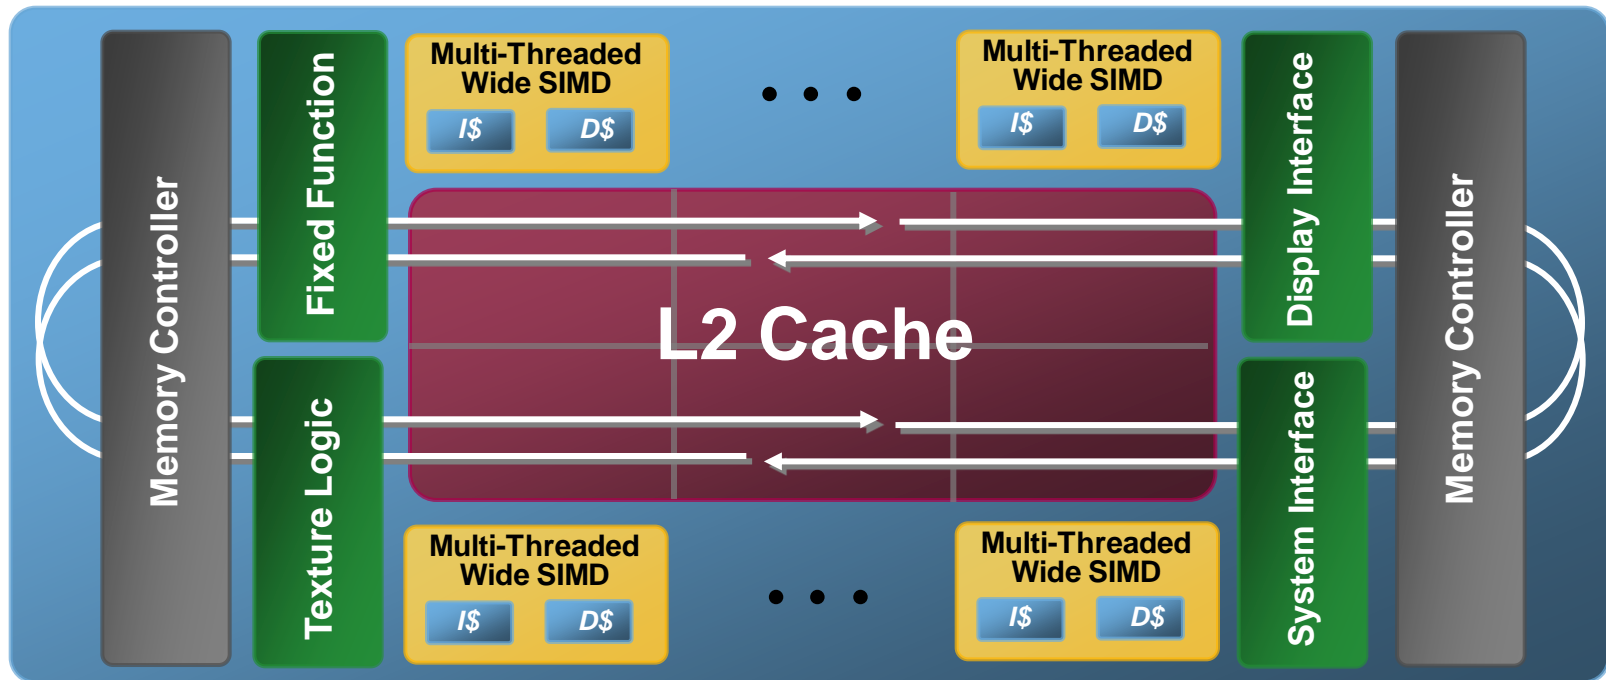 Memory Controller
Fixed Function
Texture Logic
Multi-Threaded
Wide SIMD
I$ D$
• • •
Multi-Threaded
Wide SIMD
I$ D$
L2 Cache
Multi-Threaded
Wide SIMD
I$ D$
• • •
Multi-Threaded
Wide SIMD
I$ D$
Display Interface
System Interface
Memory Controller